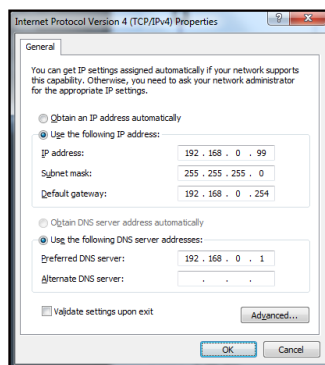 Internet Protocol Version 4 (TCP/IPv4) Properties
General
You can get IP settings assigned automatically if your network supports
this capability. Otherwise, you need to ask your network administrator
for the appropriate IP settings.
Obtain an IP address automatically
Use the following IP address:
IP address: 192 . 168 . 0 . 99
Subnet mask: 255 . 255 . 255 . 0
Default gateway: 192 . 168 . 0 . 254
Obtain DNS server address automatically
Use the following DNS server addresses:
Preferred DNS server: 192 . 168 . 0 . 1
Alternate DNS server: . . .
Validate settings upon exit
Advanced...
OK Cancel